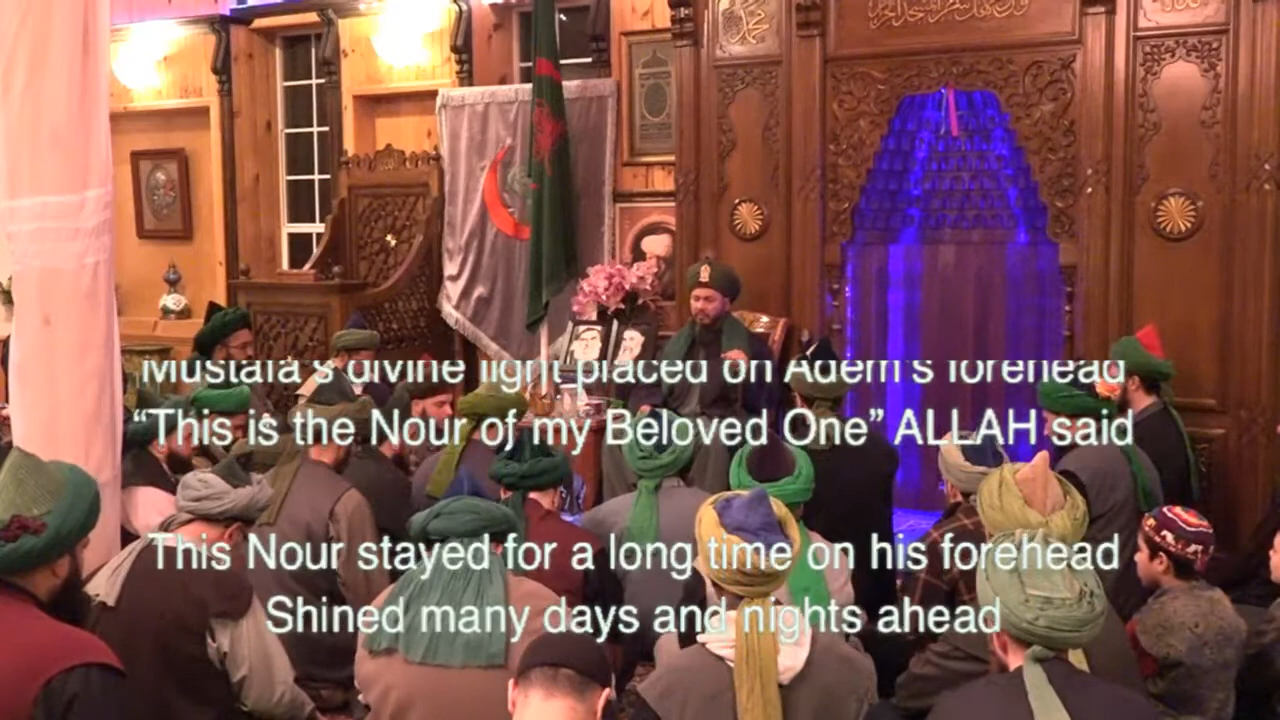 محمد
Mustafa's divine light placed on Adem's forehead
“This is the Nour of my Beloved One” ALLAH said
This Nour stayed for a long time on his forehead
Shined many days and nights ahead